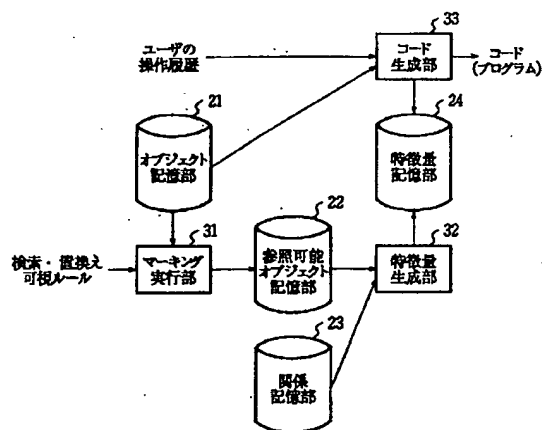 33
ユーザの
操作履歴
コード
生成部
コード
(プログラム)
21
24
オブジェクト
記憶部
特徴量
記憶部
31
22
32
検索・置換え
可視ルール
マーキング
実行部
参照可能
オブジェクト
記憶部
特徴量
生成部
23
関係
記憶部